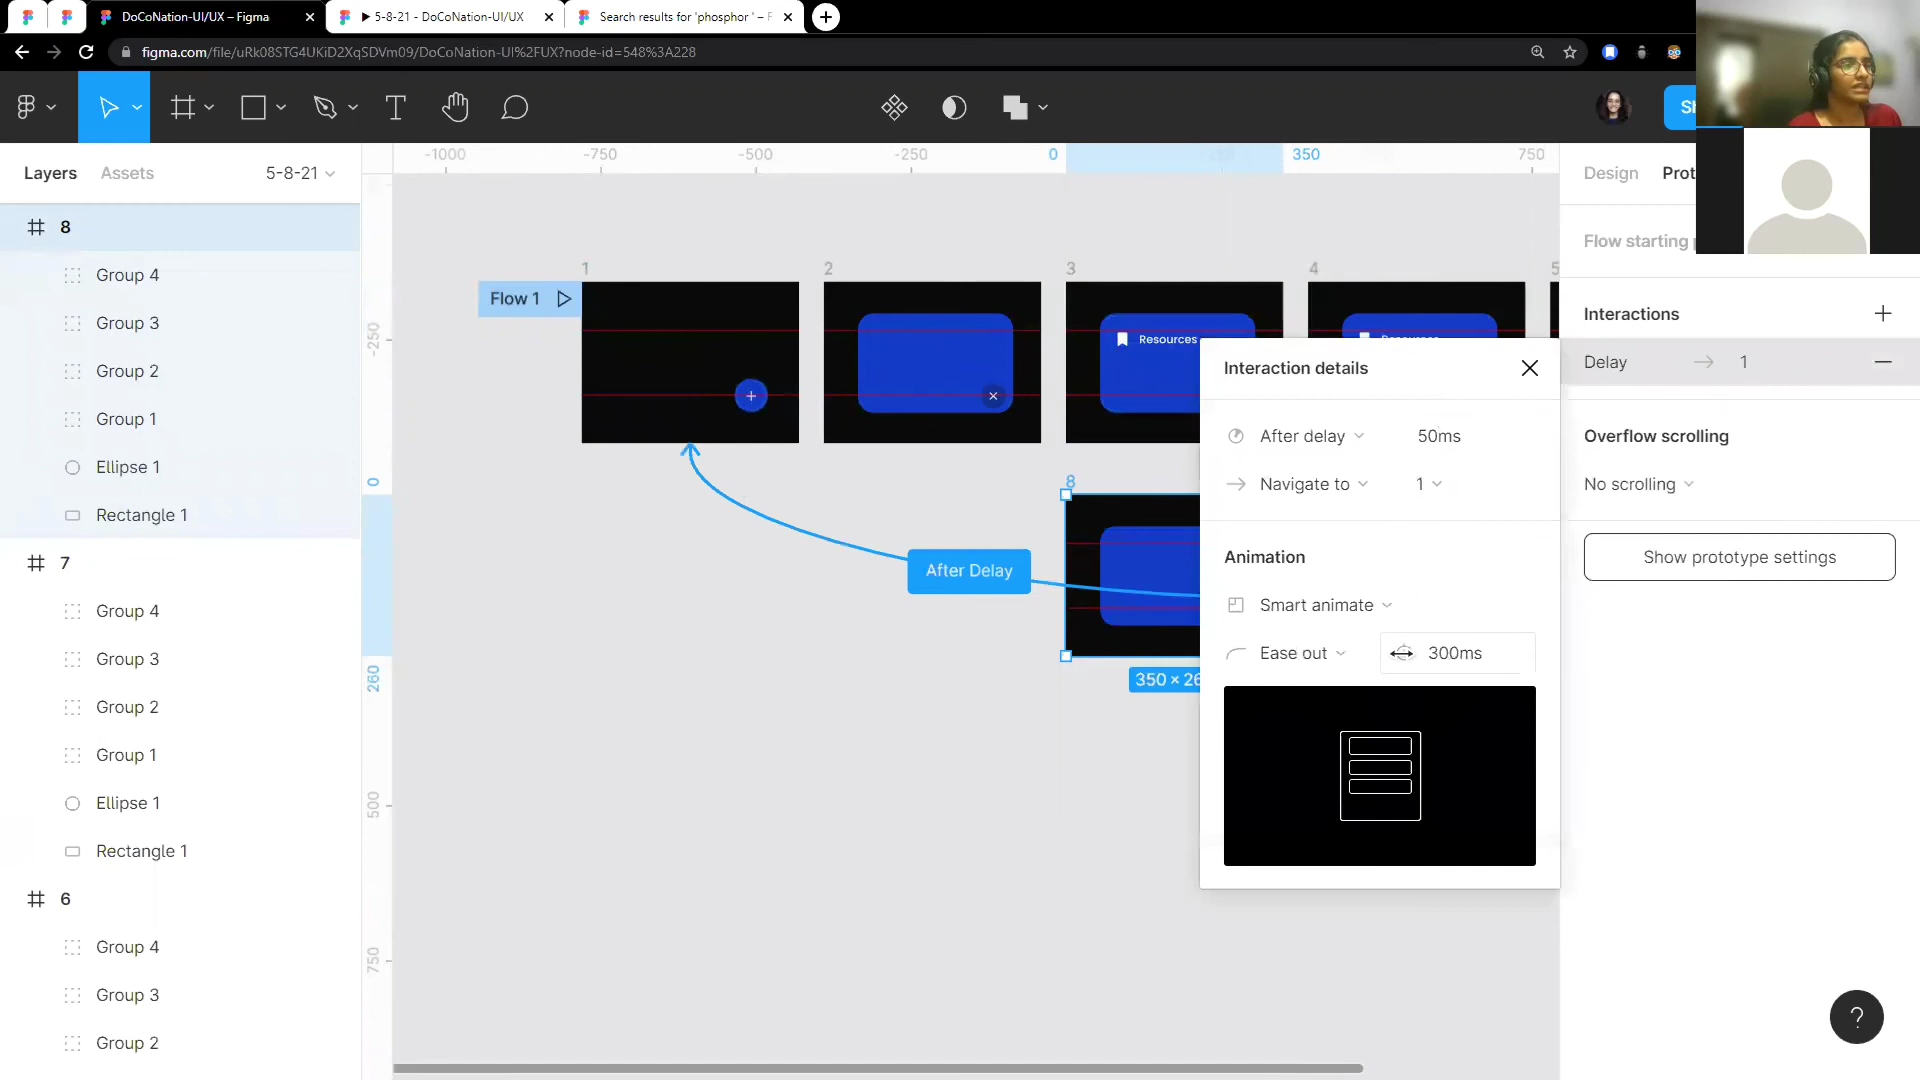 DoCoNation-UI/UX – Figma
5-8-21 - DoCoNation-UI/UX
Search results for 'phosphor ' – F
figma.com/file/uRk08STG4UKiD2XqSDVm09/DoCoNation-UI%2FUX?node-id=548%3A228
Layers
Assets
5-8-21
8
Group 4
Group 3
Group 2
Group 1
Ellipse 1
Rectangle 1
7
Group 4
Group 3
Group 2
Group 1
Ellipse 1
Rectangle 1
6
Group 4
Group 3
Group 2
-1000
-750
-500
-250
0
350
750
-250
0
260
500
750
1
2
3
4
5
Flow 1
Resources
8
After Delay
350 × 26
Interaction details
After delay
50ms
Navigate to
1
Animation
Smart animate
Ease out
300ms
Sh
Design
Prot
Flow starting
Interactions
Delay
1
Overflow scrolling
No scrolling
Show prototype settings
?